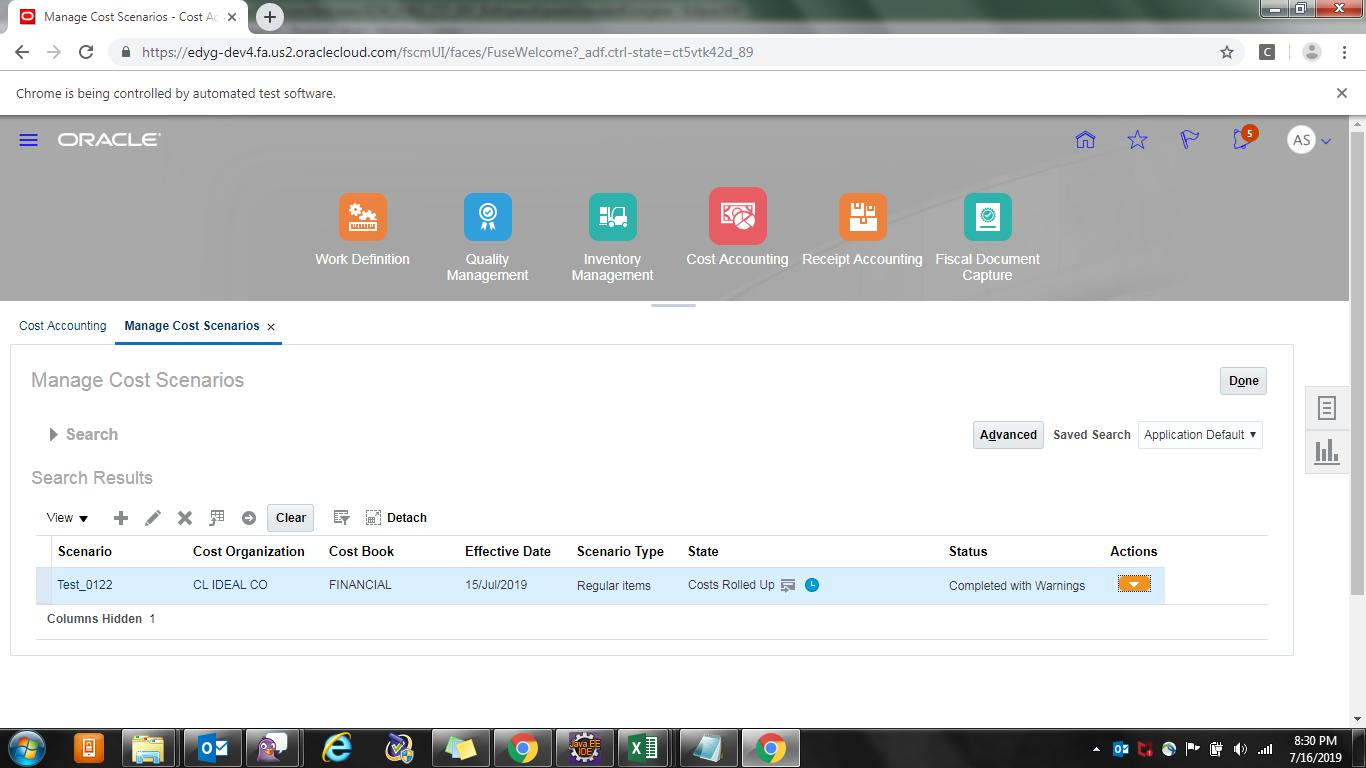 Manage Cost Scenarios - Cost Ac
https://edyg-dev4.fa.us2.oraclecloud.com/fscmUI/faces/FuseWelcome?_adf.ctrl-state=ct5vtk42d_89
C
Chrome is being controlled by automated test software.
ORACLE
5
AS
Work Definition
Quality
Management
Inventory
Management
Cost Accounting
Receipt Accounting
Fiscal Document
Capture
Cost Accounting Manage Cost Scenarios
Manage Cost Scenarios
Done
Search
Advanced Saved Search Application Default
Search Results
View Clear Detach
Scenario Cost Organization Cost Book Effective Date Scenario Type State Status Actions
Test_0122 CL IDEAL CO FINANCIAL 15/Jul/2019 Regular items Costs Rolled Up Completed with Warnings
Columns Hidden 1
Java EE
IDE
8:30 PM
7/16/2019